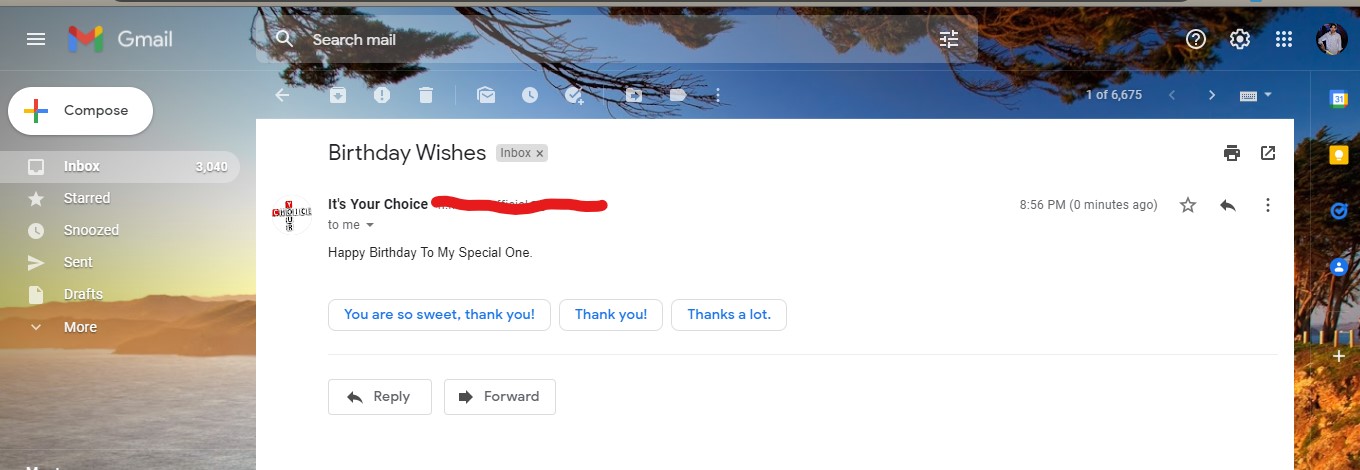 Gmail
Search mail
Compose
1 of 6,675
31
Inbox 3,040
Starred
Snoozed
Sent
Drafts
More
Birthday Wishes Inbox ×
CHOICE
YOUR
It's Your Choice
8:56 PM (0 minutes ago)
to me
Happy Birthday To My Special One.
You are so sweet, thank you! Thank you! Thanks a lot.
Reply Forward